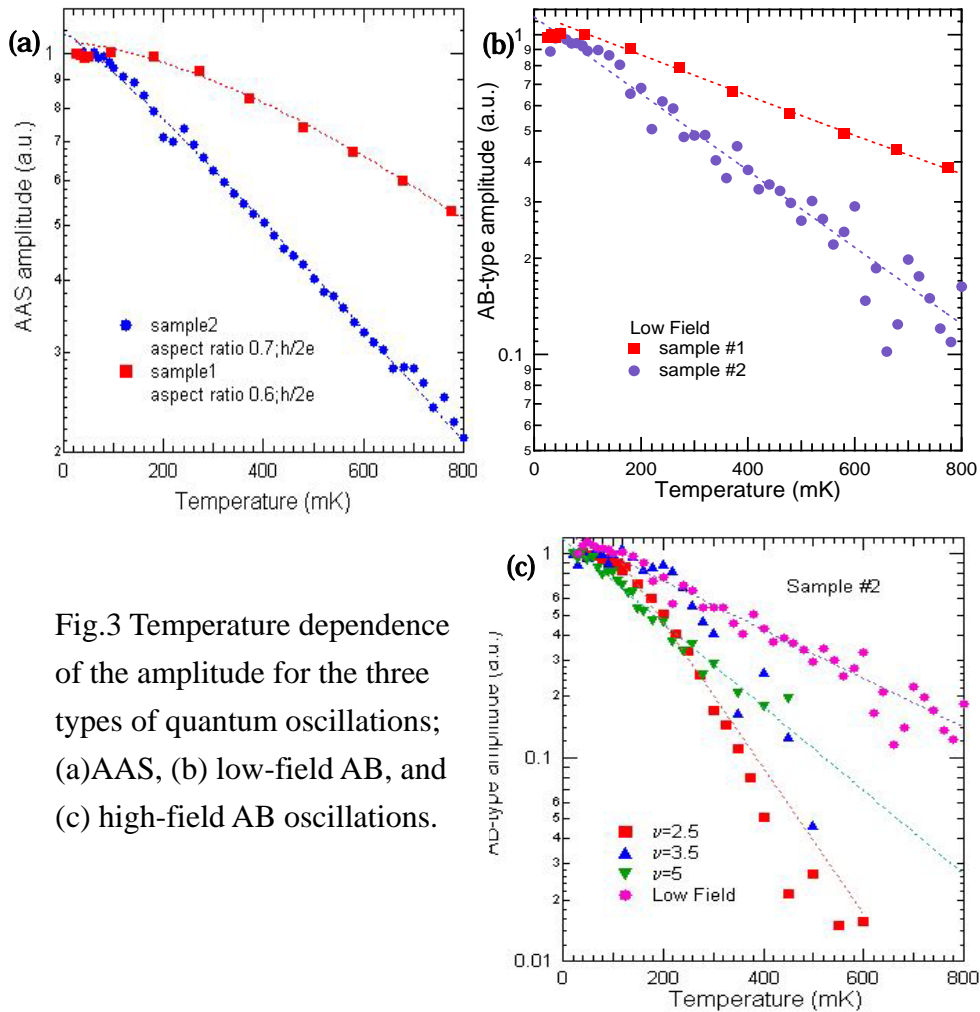 (a)
1
9
8
7
6
5
4
3
2
AAS amplitude (a.u.)
sample2
aspect ratio 0.7;h/2e
sample1
aspect ratio 0.6;h/2e
0 200 400 600 800
Temperature (mK)
(b)
1
9
8
7
6
5
4
3
2
0.1
9
8
7
6
5
AB-type amplitude (a.u.)
Low Field
sample #1
sample #2
0 200 400 600 800
Temperature (mK)
Fig.3 Temperature dependence
of the amplitude for the three
types of quantum oscillations;
(a)AAS, (b) low-field AB, and
(c) high-field AB oscillations.
(c)
1
8
6
5
4
3
2
0.1
8
6
5
4
3
2
0.01
AB-type amplitude (a.u.)
Sample #2
ν=2.5
ν=3.5
ν=5
Low Field
0 200 400 600 800
Temperature (mK)